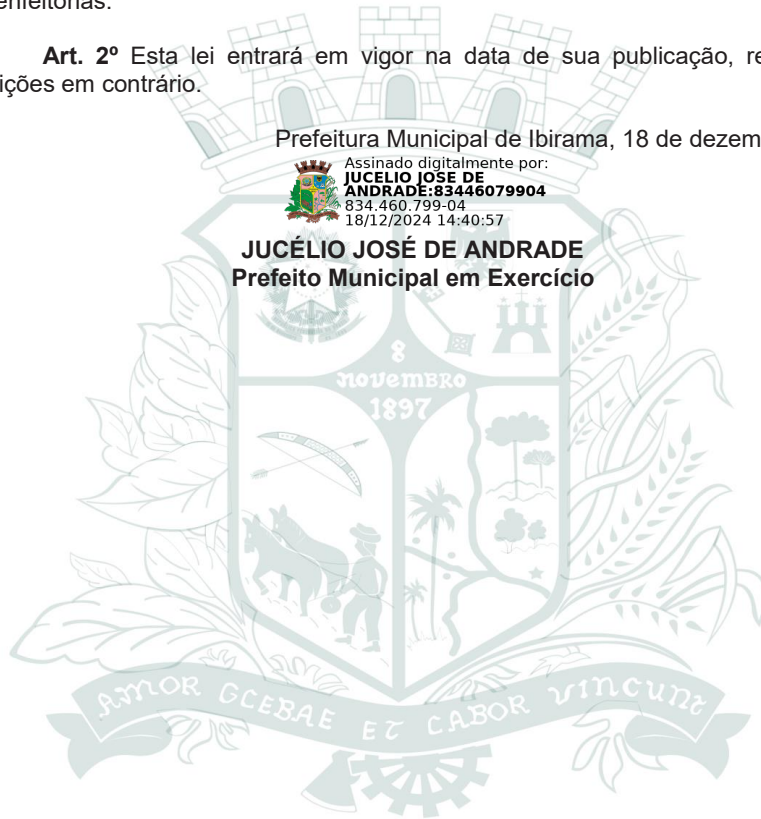 enfeitorias.
Art. 2º Esta lei entrará em vigor na data de sua publicação, re
ições em contrário.
Prefeitura Municipal de Ibirama, 18 de dezem
Assinado digitalmente por:
JUCELIO JOSE DE
ANDRADE:83446079904
834.460.799-04
18/12/2024 14:40:57
JUCÉLIO JOSÉ DE ANDRADE
Prefeito Municipal em Exercício
8
novembro
1897
AMOR GLEBAE ET LABOR VINCUNT